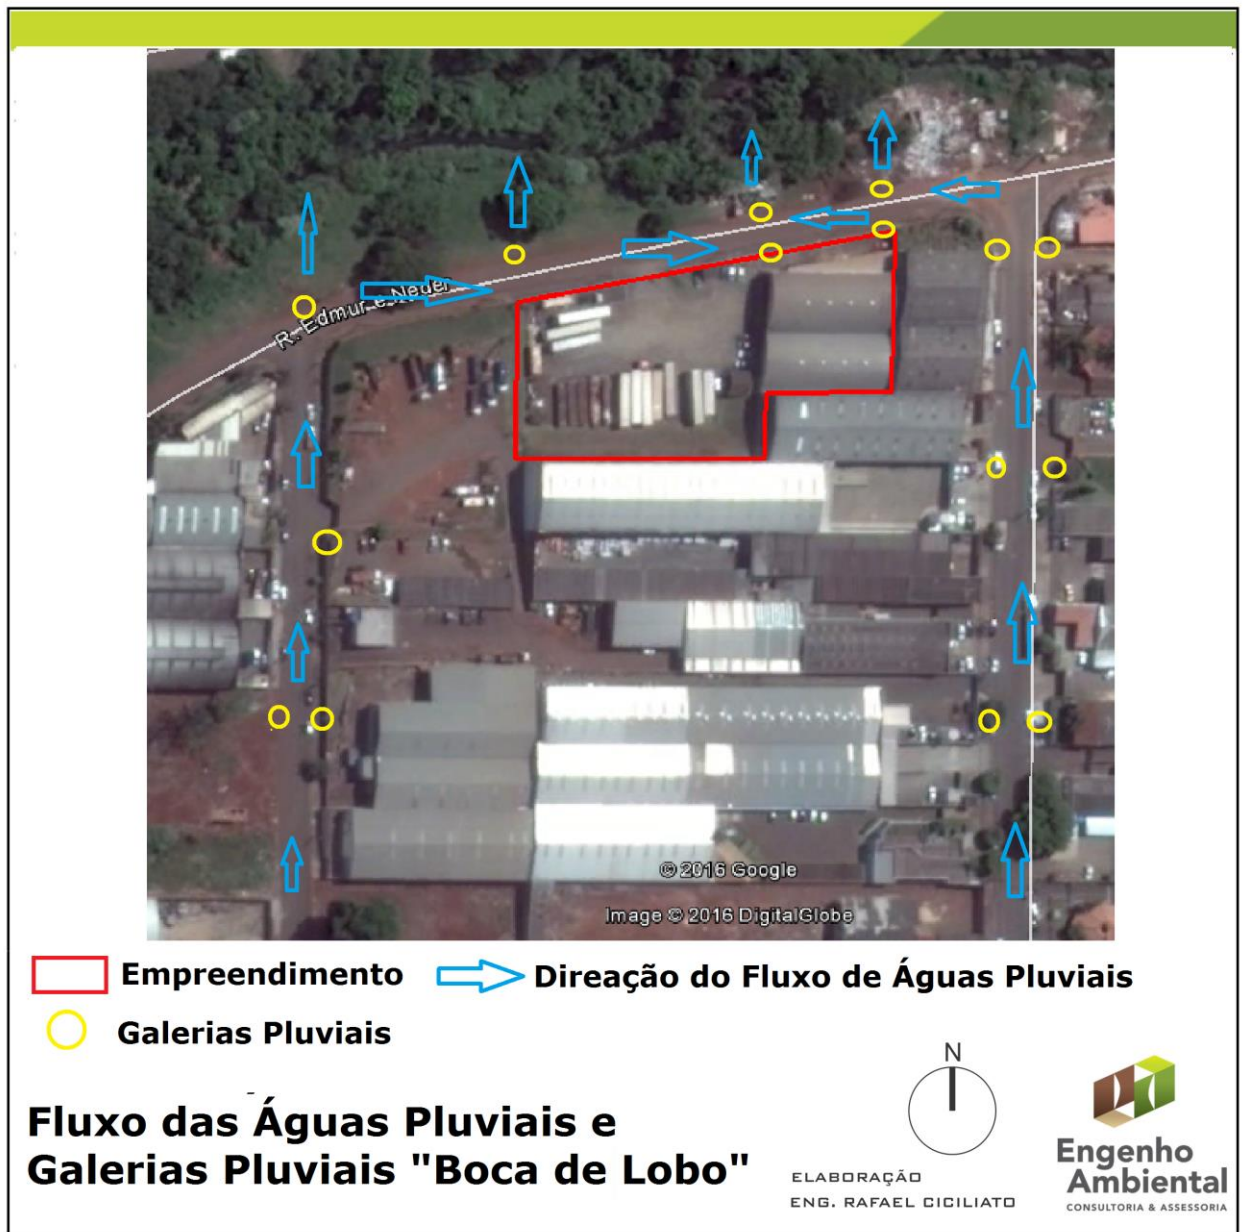 R. Edmur e Neder
© 2016 Google
Image © 2016 DigitalGlobe
Empreendimento
Direação do Fluxo de Águas Pluviais
Galerias Pluviais
Fluxo das Águas Pluviais e
Galerias Pluviais "Boca de Lobo"
N
ELABORAÇÃO
ENG. RAFAEL CICILIATO
Engenho
Ambiental
CONSULTORIA & ASSESSORIA